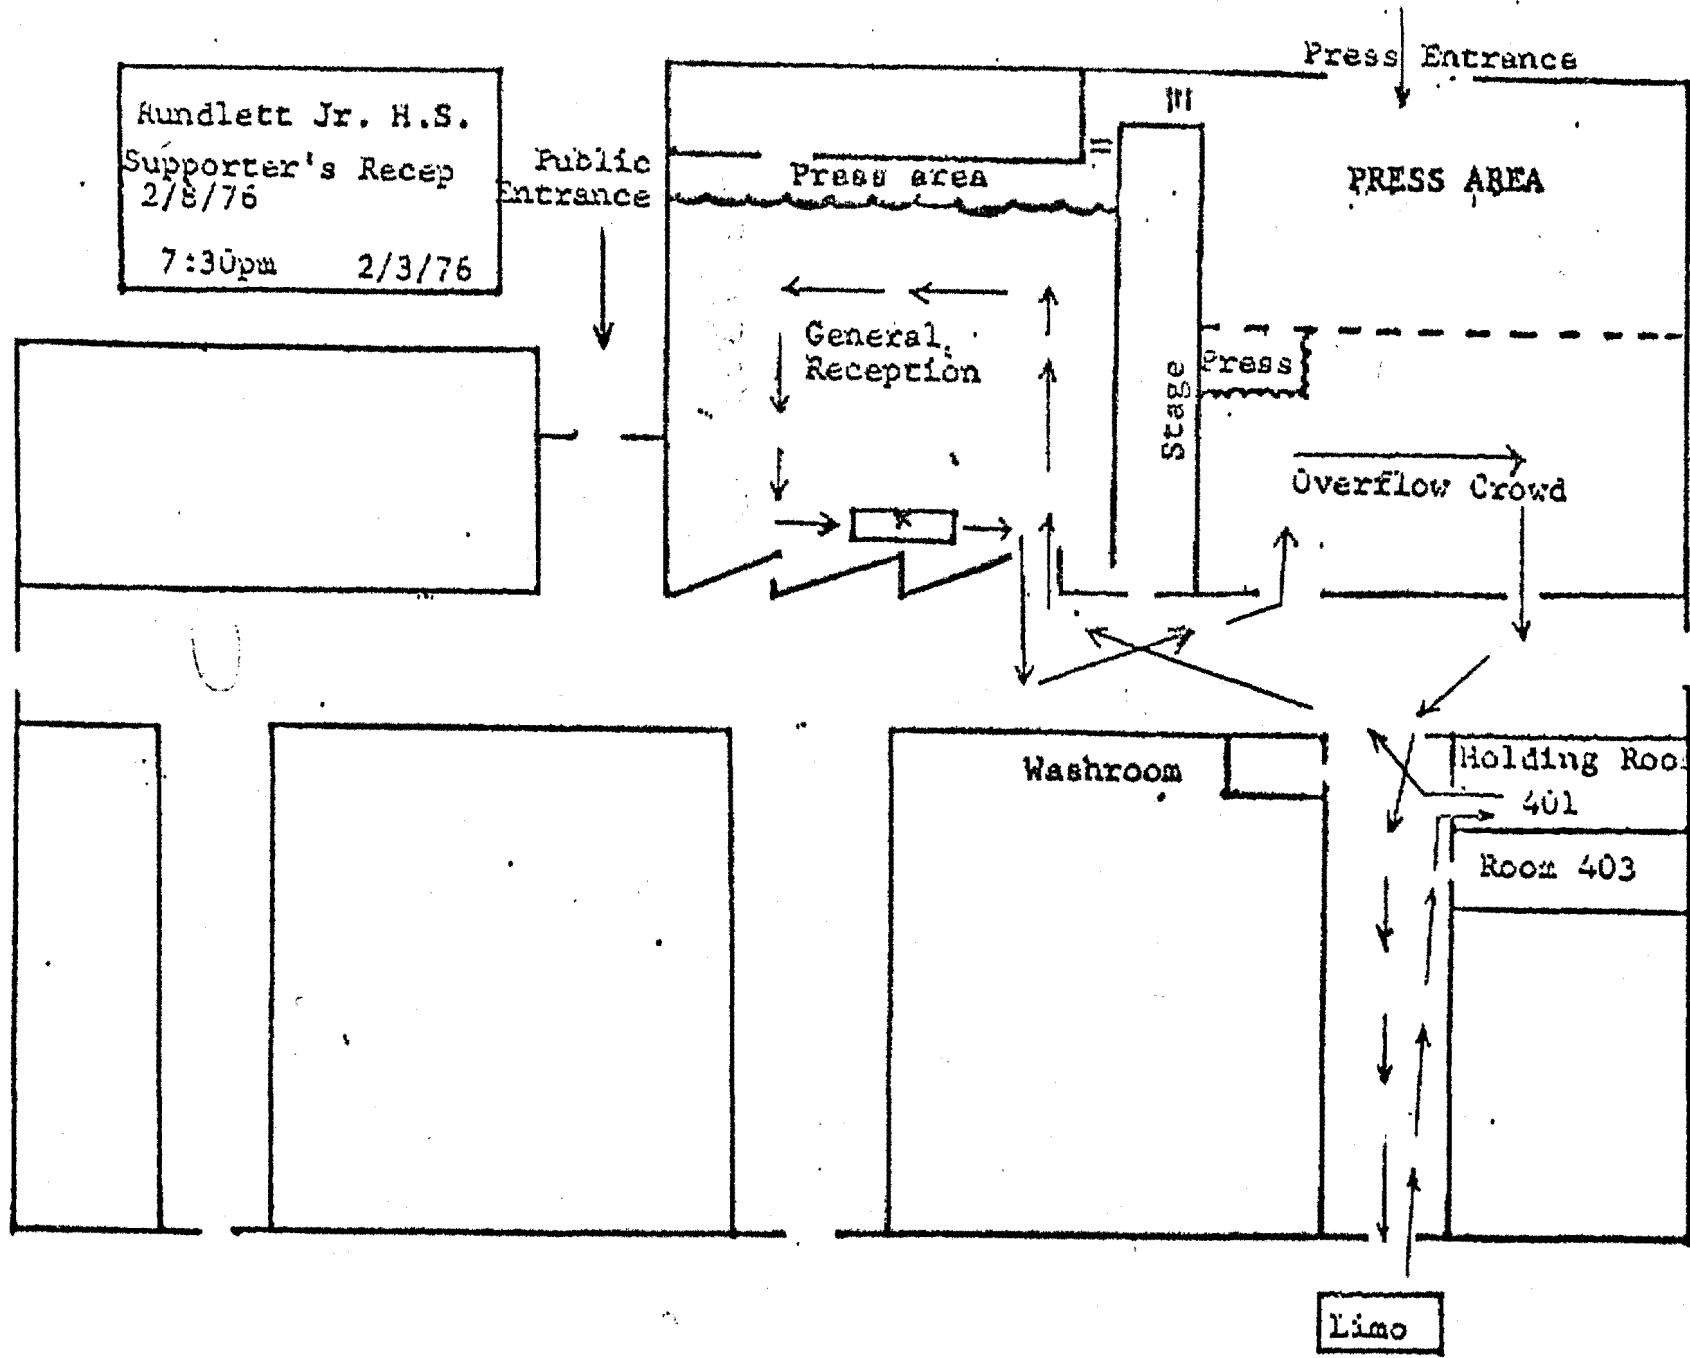 Rundlett Jr. H.S.
Supporter's Recep
2/8/76
7:30pm 2/3/76
Public
Entrance
Press area
Press Entrance
PRESS AREA
General
Reception
Stage
Press
Overflow Crowd
Washroom
Holding Roo
401
Room 403
Limo